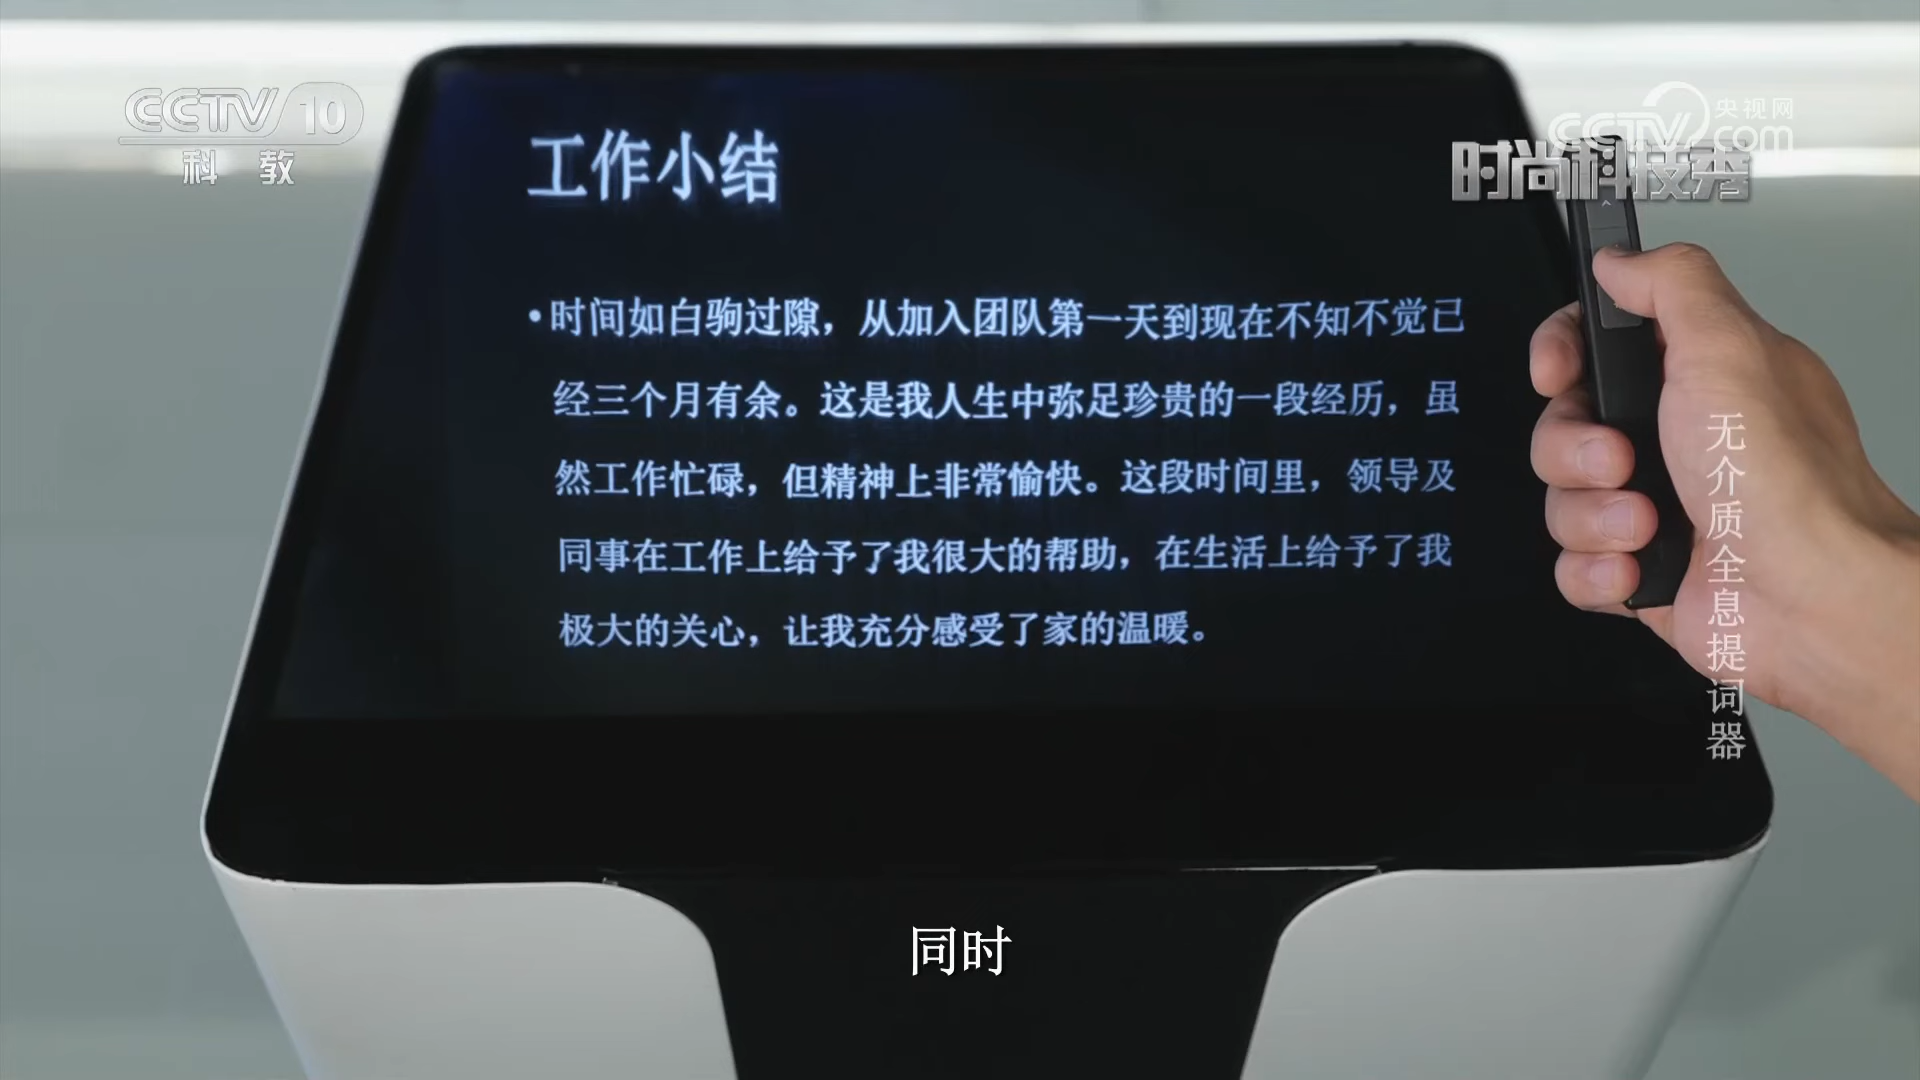 CCTV 10
科 教
央视网
CCTV.com
时尚科技秀
工作小结
•时间如白驹过隙，从加入团队第一天到现在不知不觉已
经三个月有余。这是我人生中弥足珍贵的一段经历，虽
然工作忙碌，但精神上非常愉快。这段时间里，领导及
同事在工作上给予了我很大的帮助，在生活上给予了我
极大的关心，让我充分感受了家的温暖。
无介质全息提词器
同时